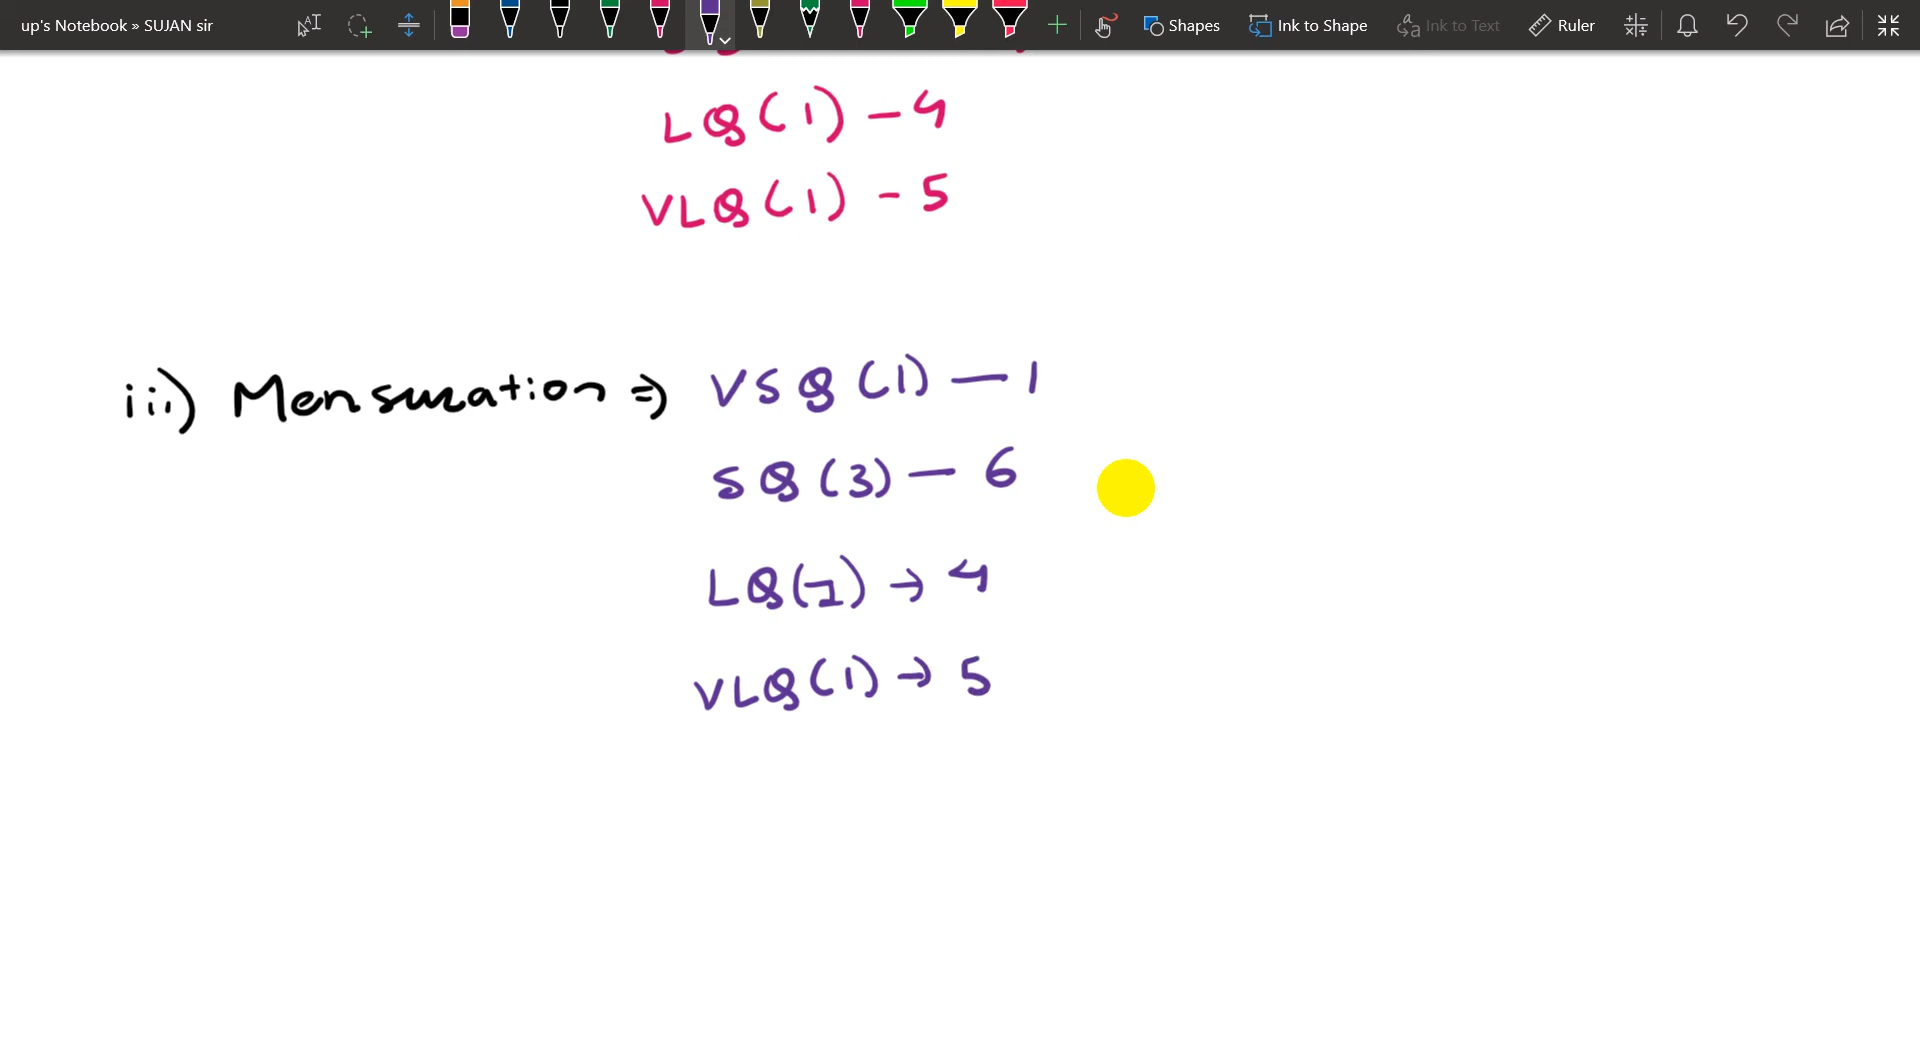 up's Notebook » SUJAN sir Shapes Ink to Shape Ink to Text Ruler
LQ(1) - 4
VLQ(1) - 5
iii) Mensuration ⇒ VSQ(1) - 1
SQ(3) - 6
LQ(1) → 4
VLQ(1) → 5